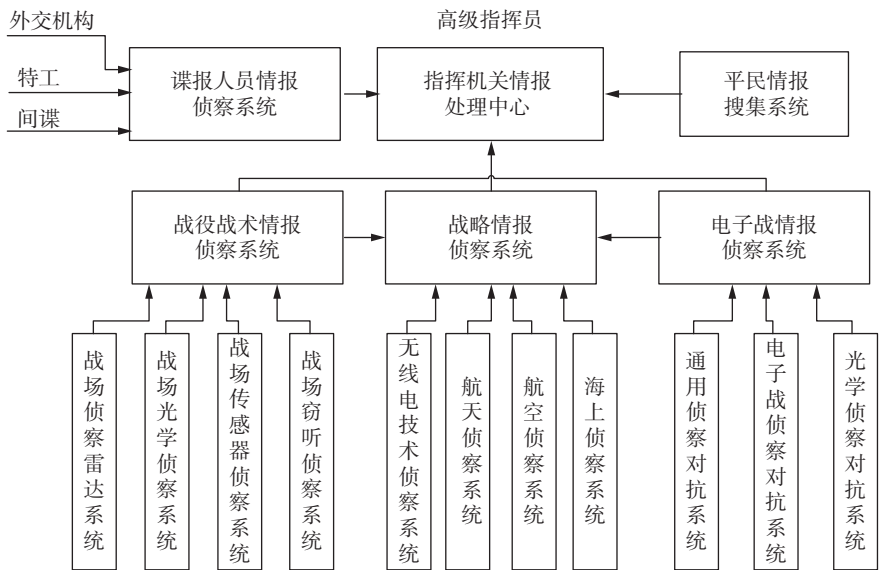 外交机构
高级指挥员
特工
间谍
谍报人员情报
侦察系统
指挥机关情报
处理中心
平民情报
搜集系统
战役战术情报
侦察系统
战略情报
侦察系统
电子战情报
侦察系统
战场侦察雷达系统
战场光学侦察系统
战场传感器侦察系统
战场窃听侦察系统
无线电技术侦察系统
航天侦察系统
航空侦察系统
海上侦察系统
通用侦察对抗系统
电子战侦察对抗系统
光学侦察对抗系统